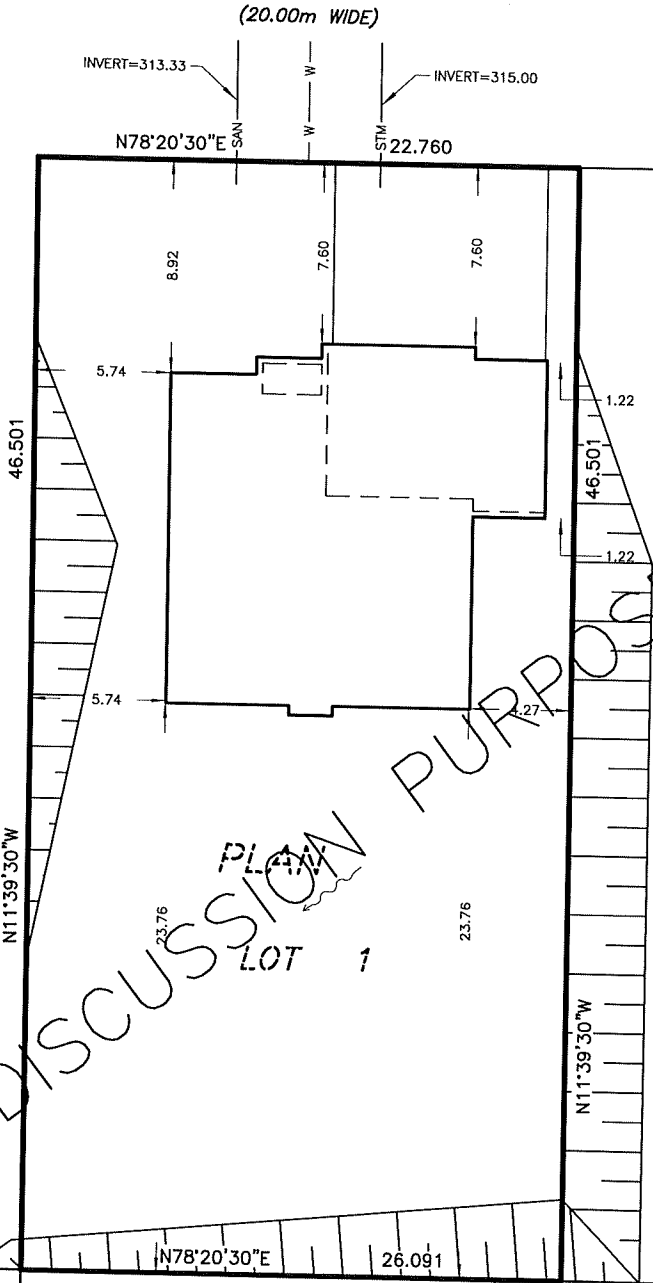 (20.00m WIDE)
INVERT=313.33
W
INVERT=315.00
SAN
W
STM
N78°20'30"E
22.760
8.92
7.60
7.60
5.74
1.22
46.501
46.501
1.22
5.74
4.27
PLAN
N11°39'30"W
23.76
23.76
LOT 1
N11°39'30"W
DISCUSSION PURPOS
N78°20'30"E
26.091